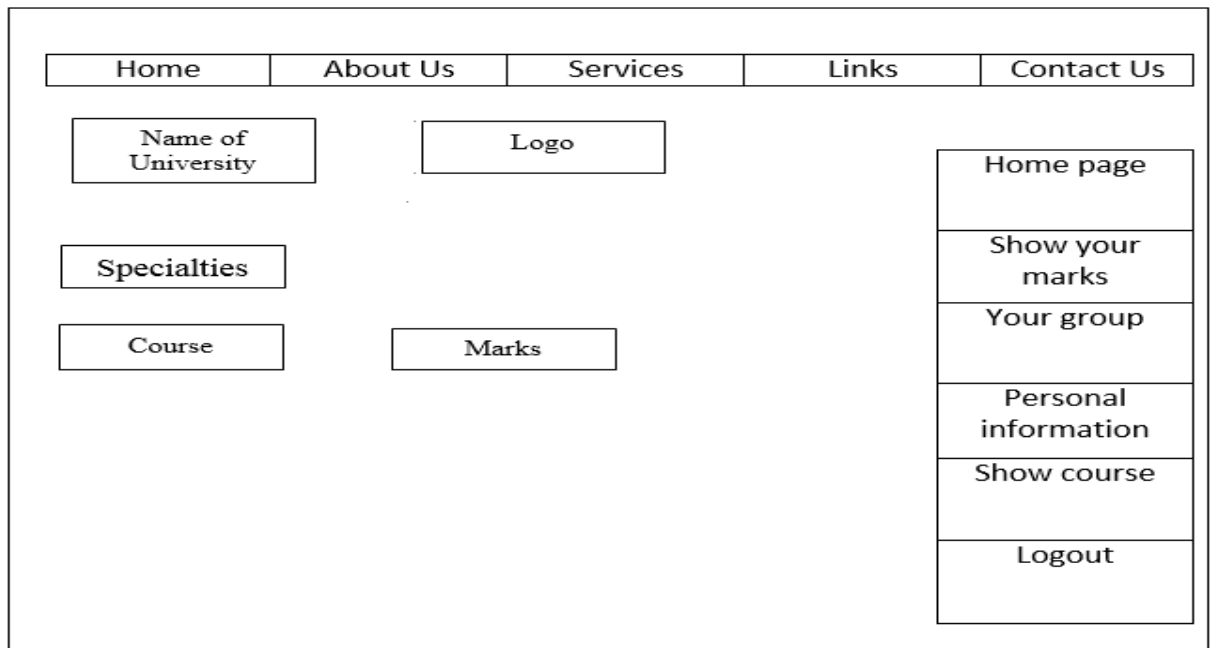 Home About Us Services Links Contact Us
Name of
University
Logo
Specialties
Course Marks
Home page
Show your
marks
Your group
Personal
information
Show course
Logout